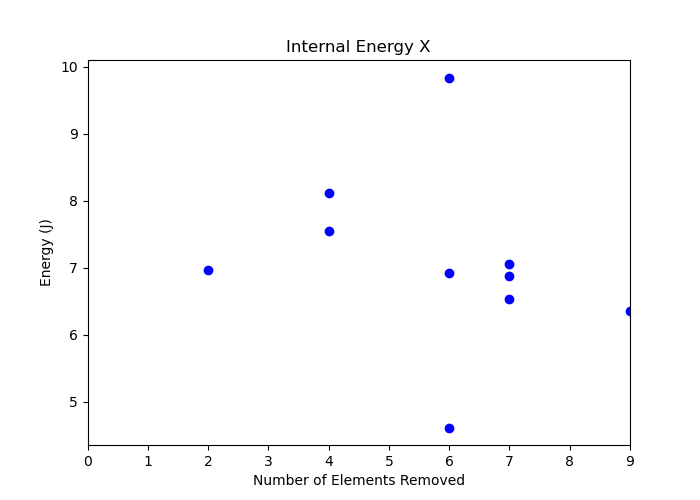 Internal Energy X
10
9
8
7
6
5
Energy (J)
0 1 2 3 4 5 6 7 8 9
Number of Elements Removed